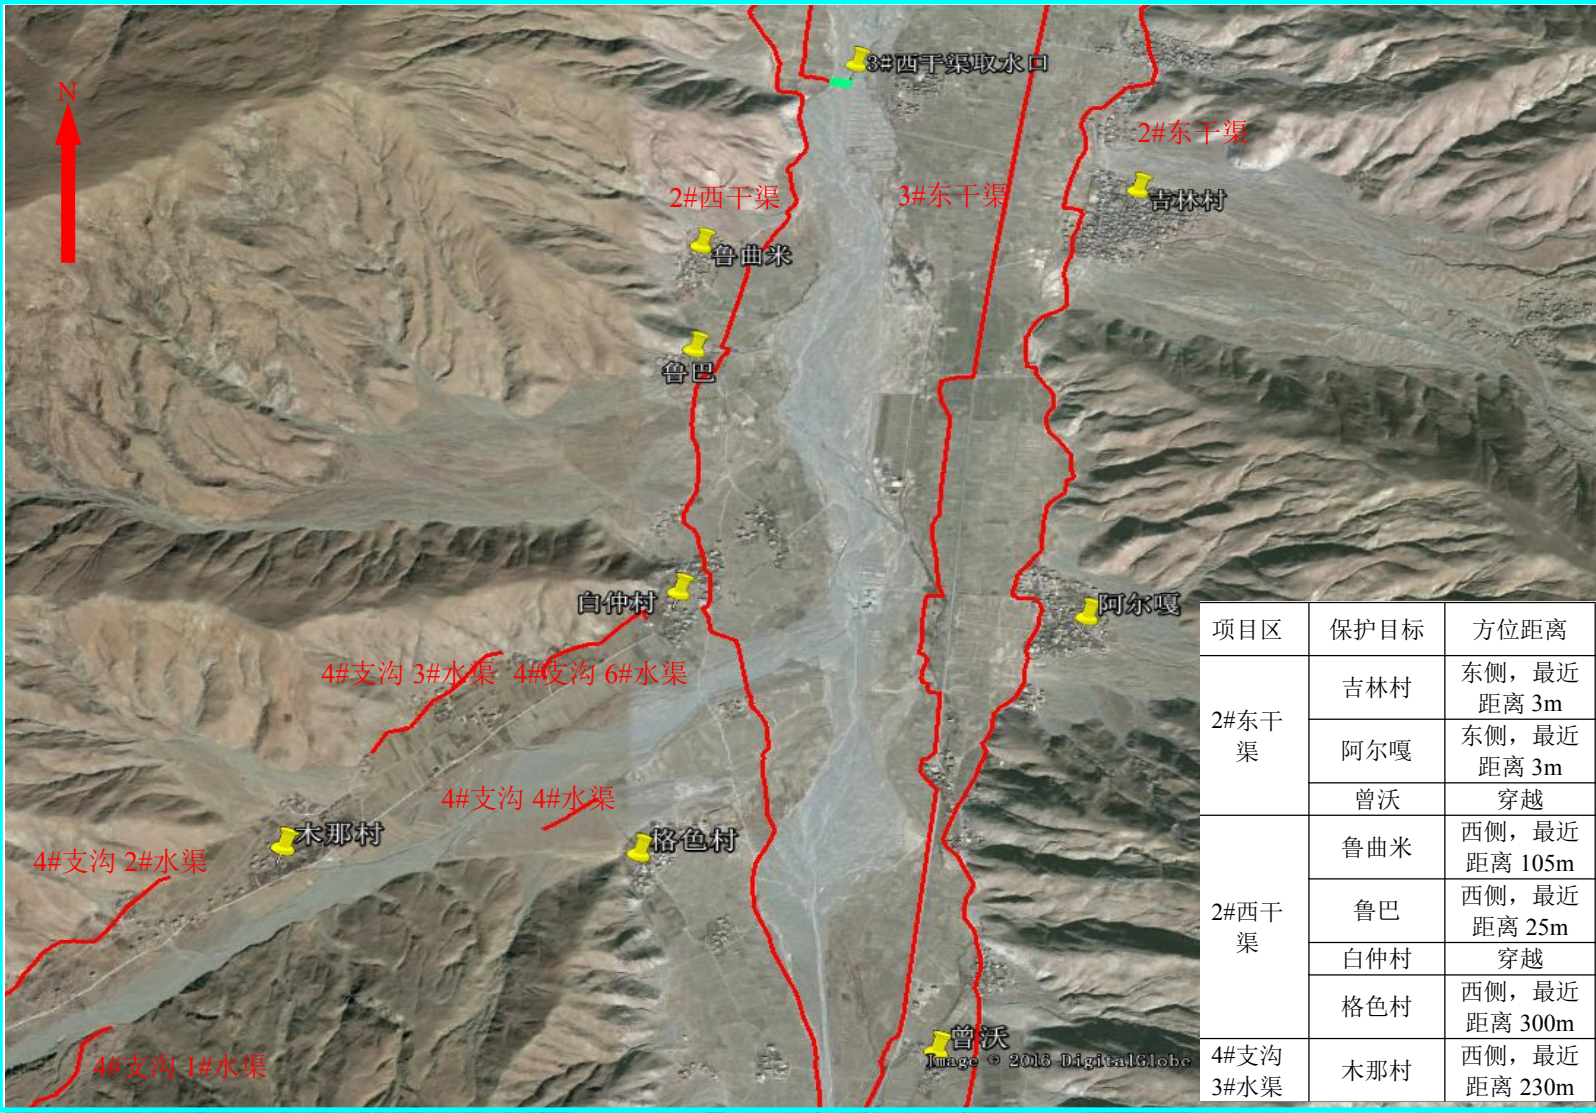 N
3#西干渠取水口
2#东干渠
2#西干渠
3#东干渠
吉林村
鲁曲米
鲁巴
白仲村
阿尔嘎
4#支沟 3#水渠
4#支沟 6#水渠
4#支沟 4#水渠
木那村
格色村
4#支沟 2#水渠
曾沃
Image © 2013 DigitalGlobe
4#支沟 1#水渠
项目区 保护目标 方位距离
2#东干渠 吉林村 东侧，最近
距离 3m
阿尔嘎 东侧，最近
距离 3m
曾沃 穿越
2#西干渠 鲁曲米 西侧，最近
距离 105m
鲁巴 西侧，最近
距离 25m
白仲村 穿越
格色村 西侧，最近
距离 300m
4#支沟
3#水渠 木那村 西侧，最近
距离 230m